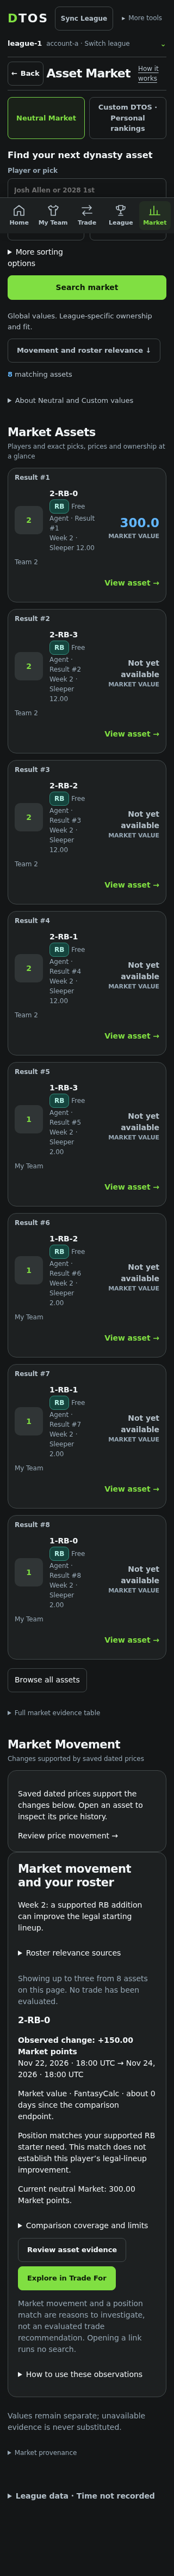 DTOS
Sync League
▸ More tools
league-1 account-a · Switch league
← Back
Asset Market
How it
works
Neutral Market
Custom DTOS ·
Personal
rankings
Find your next dynasty asset
Player or pick
Josh Allen or 2028 1st
Home
My Team
Trade
League
Market
▸ More sorting
options
Search market
Global values. League-specific ownership
and fit.
Movement and roster relevance ↓
8 matching assets
▸ About Neutral and Custom values
Market Assets
Players and exact picks, prices and ownership at
a glance
Result #1
2
2-RB-0
RB Free
Agent · Result
#1
Week 2 ·
Sleeper 12.00
300.0
MARKET VALUE
Team 2
View asset →
Result #2
2
2-RB-3
RB Free
Agent ·
Result #2
Week 2 ·
Sleeper
12.00
Not yet
available
MARKET VALUE
Team 2
View asset →
Result #3
2
2-RB-2
RB Free
Agent ·
Result #3
Week 2 ·
Sleeper
12.00
Not yet
available
MARKET VALUE
Team 2
View asset →
Result #4
2
2-RB-1
RB Free
Agent ·
Result #4
Week 2 ·
Sleeper
12.00
Not yet
available
MARKET VALUE
Team 2
View asset →
Result #5
1
1-RB-3
RB Free
Agent ·
Result #5
Week 2 ·
Sleeper
2.00
Not yet
available
MARKET VALUE
My Team
View asset →
Result #6
1
1-RB-2
RB Free
Agent ·
Result #6
Week 2 ·
Sleeper
2.00
Not yet
available
MARKET VALUE
My Team
View asset →
Result #7
1
1-RB-1
RB Free
Agent ·
Result #7
Week 2 ·
Sleeper
2.00
Not yet
available
MARKET VALUE
My Team
View asset →
Result #8
1
1-RB-0
RB Free
Agent ·
Result #8
Week 2 ·
Sleeper
2.00
Not yet
available
MARKET VALUE
My Team
View asset →
Browse all assets
▸ Full market evidence table
Market Movement
Changes supported by saved dated prices
Saved dated prices support the
changes below. Open an asset to
inspect its price history.
Review price movement →
Market movement
and your roster
Week 2: a supported RB addition
can improve the legal starting
lineup.
▸ Roster relevance sources
Showing up to three from 8 assets
on this page. No trade has been
evaluated.
2-RB-0
Observed change: +150.00
Market points
Nov 22, 2026 · 18:00 UTC → Nov 24,
2026 · 18:00 UTC
Market value · FantasyCalc · about 0
days since the comparison
endpoint.
Position matches your supported RB
starter need. This match does not
establish this player's legal-lineup
improvement.
Current neutral Market: 300.00
Market points.
▸ Comparison coverage and limits
Review asset evidence
Explore in Trade For
Market movement and a position
match are reasons to investigate,
not an evaluated trade
recommendation. Opening a link
runs no search.
▸ How to use these observations
Values remain separate; unavailable
evidence is never substituted.
▸ Market provenance
▸ League data · Time not recorded